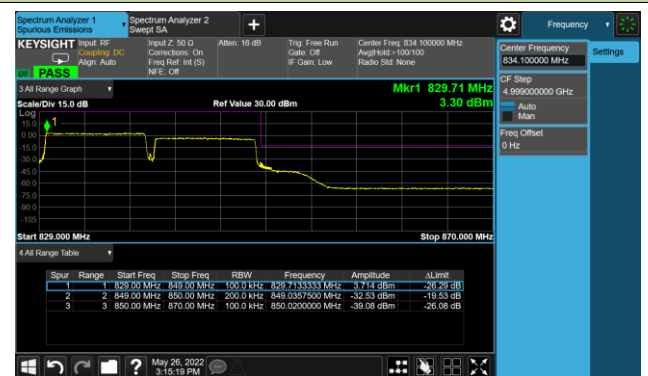 Spectrum Analyzer 1
Spurious Emissions
Spectrum Analyzer 2
Swept SA
Frequency
KEYSIGHT
Input: RF
Coupling: DC
Align: Auto
Input Z: 50 Ω
Corrections: On
Freq Ref: Int (S)
NFE: Off
Atten: 16 dB
Trig: Free Run
Gate: Off
IF Gain: Low
Center Freq: 834.100000 MHz
Avg|Hold:>100/100
Radio Std: None
PASS
Center Frequency
834.100000 MHz
Settings
CF Step
4.999000000 GHz
Auto
Man
Freq Offset
0 Hz
3 All Range Graph
Mkr1 829.71 MHz
Scale/Div 15.0 dB
Ref Value 30.00 dBm
3.30 dBm
Log
1
15.0
0.00
-15.0
-30.0
-45.0
-60.0
-75.0
-90.0
-105
Start 829.000 MHz
Stop 870.000 MHz
4 All Range Table
Spur Range Start Freq Stop Freq RBW Frequency Amplitude ΔLimit
1 1 829.00 MHz 849.00 MHz 100.0 kHz 829.7133333 MHz 3.714 dBm -26.29 dB
2 2 849.00 MHz 850.00 MHz 200.0 kHz 849.0357500 MHz -32.53 dBm -19.53 dB
3 3 850.00 MHz 870.00 MHz 100.0 kHz 850.0200000 MHz -39.08 dBm -26.08 dB
May 26, 2022
3:15:19 PM